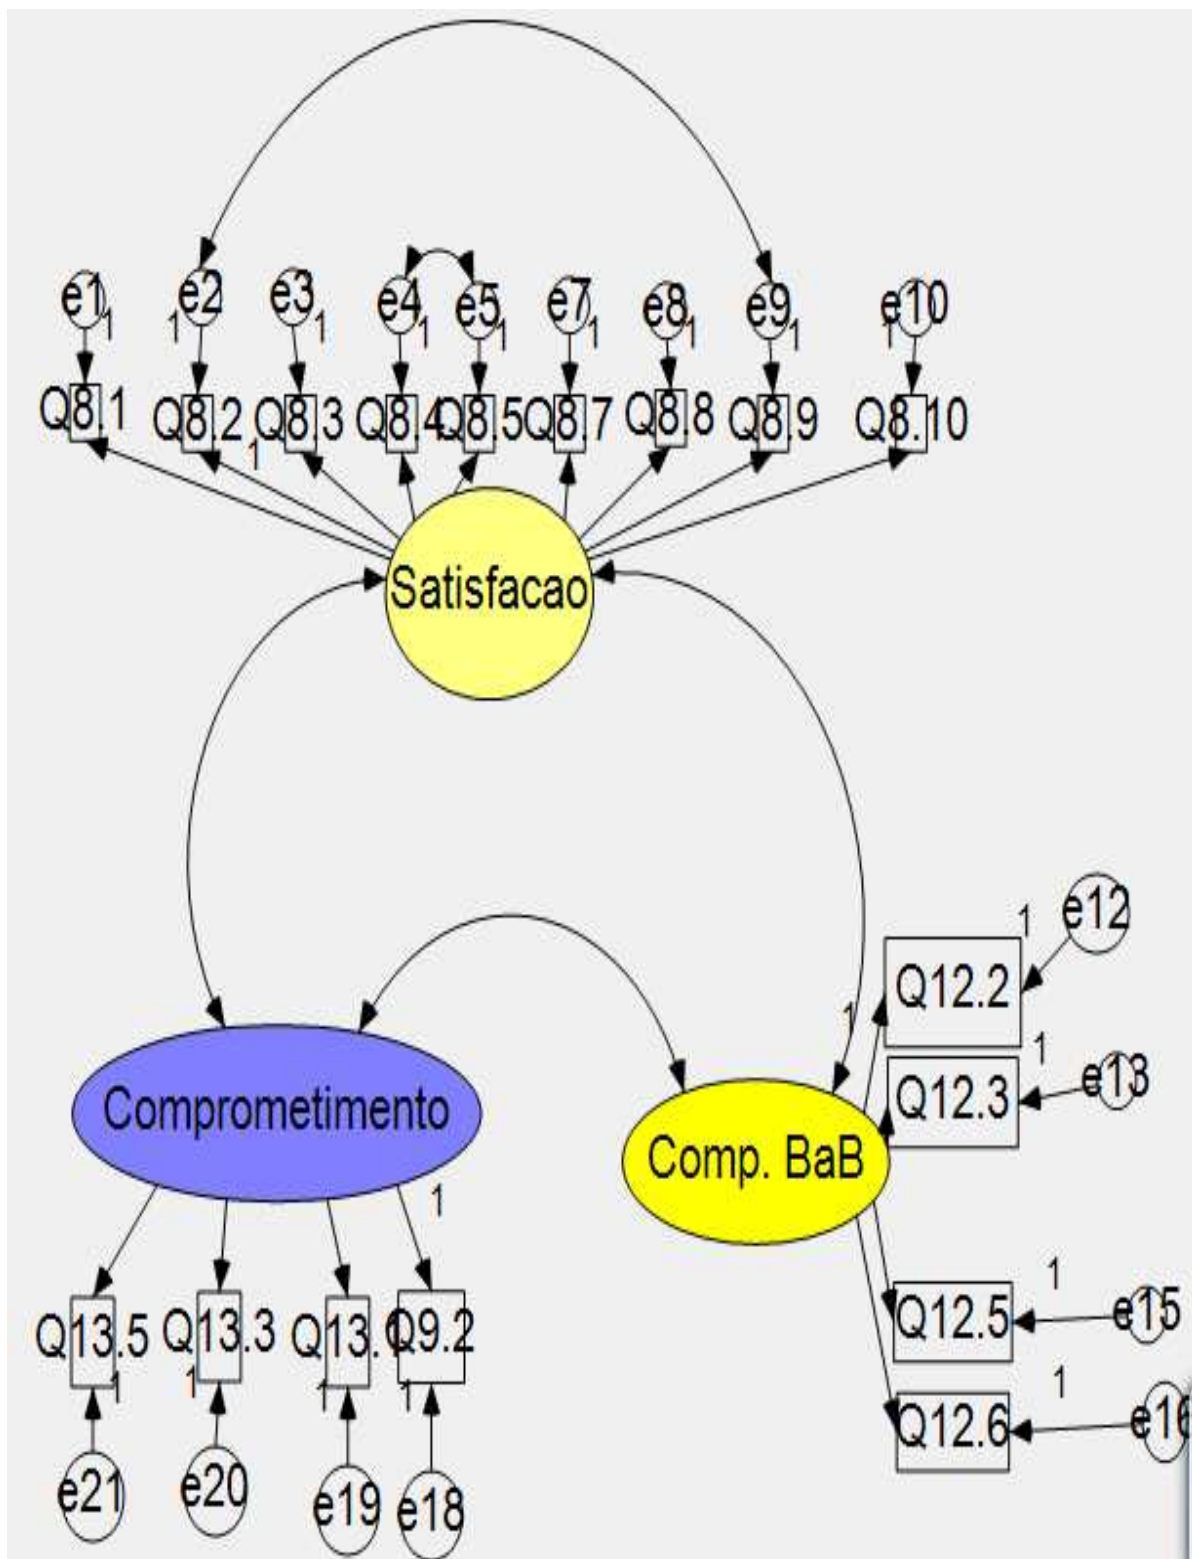 e1 e2 e3 e4 e5 e7 e8 e9 e10
1 1 1 1 1 1 1 1 1
Q8.1 Q8.2 Q8.3 Q8.4 Q8.5 Q8.7 Q8.8 Q8.9 Q8.10
1
Satisfacao
e12
1
Q12.2
1
1
e13
Q12.3
Comprometimento
Comp. BaB
1
1
e15
Q12.5
Q13.5 Q13.3 Q9.2
1 1 1 1
1
e16
Q12.6
e21 e20 e19 e18